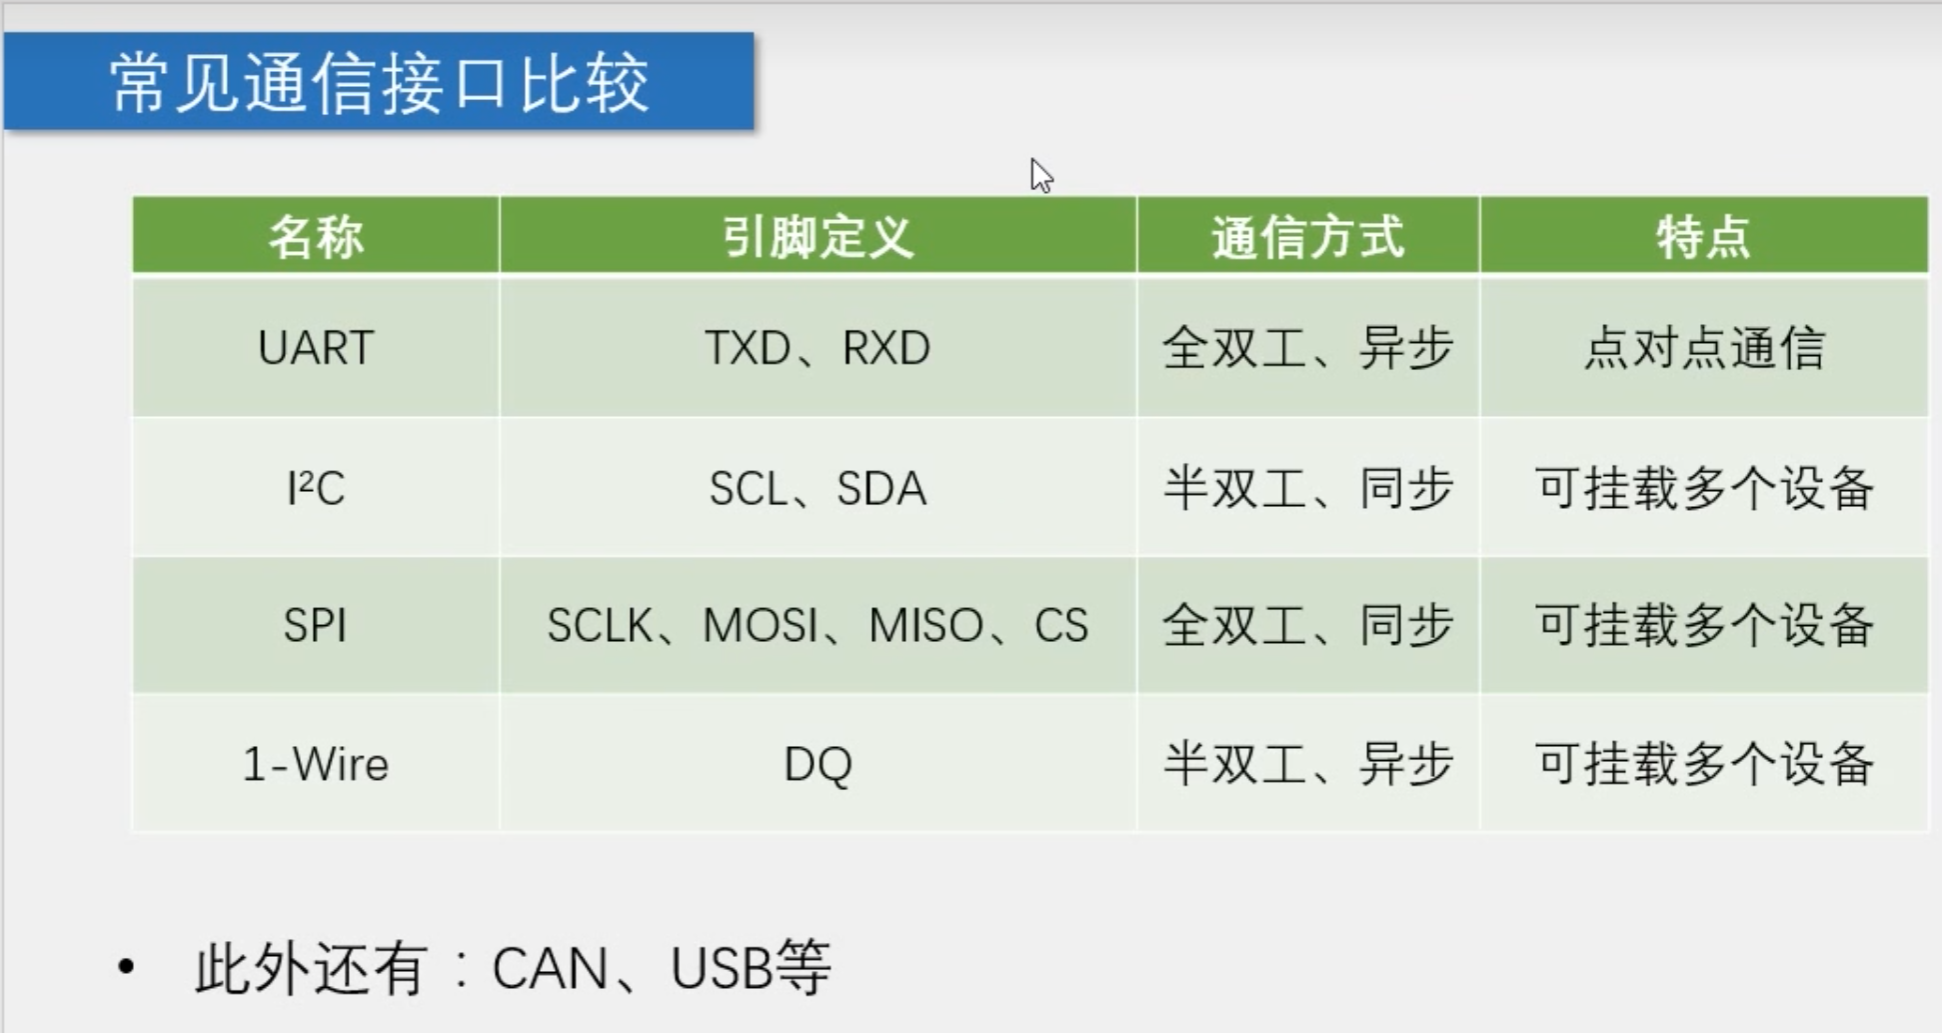 常见通信接口比较
名称 引脚定义 通信方式 特点
UART TXD、RXD 全双工、异步 点对点通信
I²C SCL、SDA 半双工、同步 可挂载多个设备
SPI SCLK、MOSI、MISO、CS 全双工、同步 可挂载多个设备
1-Wire DQ 半双工、异步 可挂载多个设备
• 此外还有：CAN、USB等